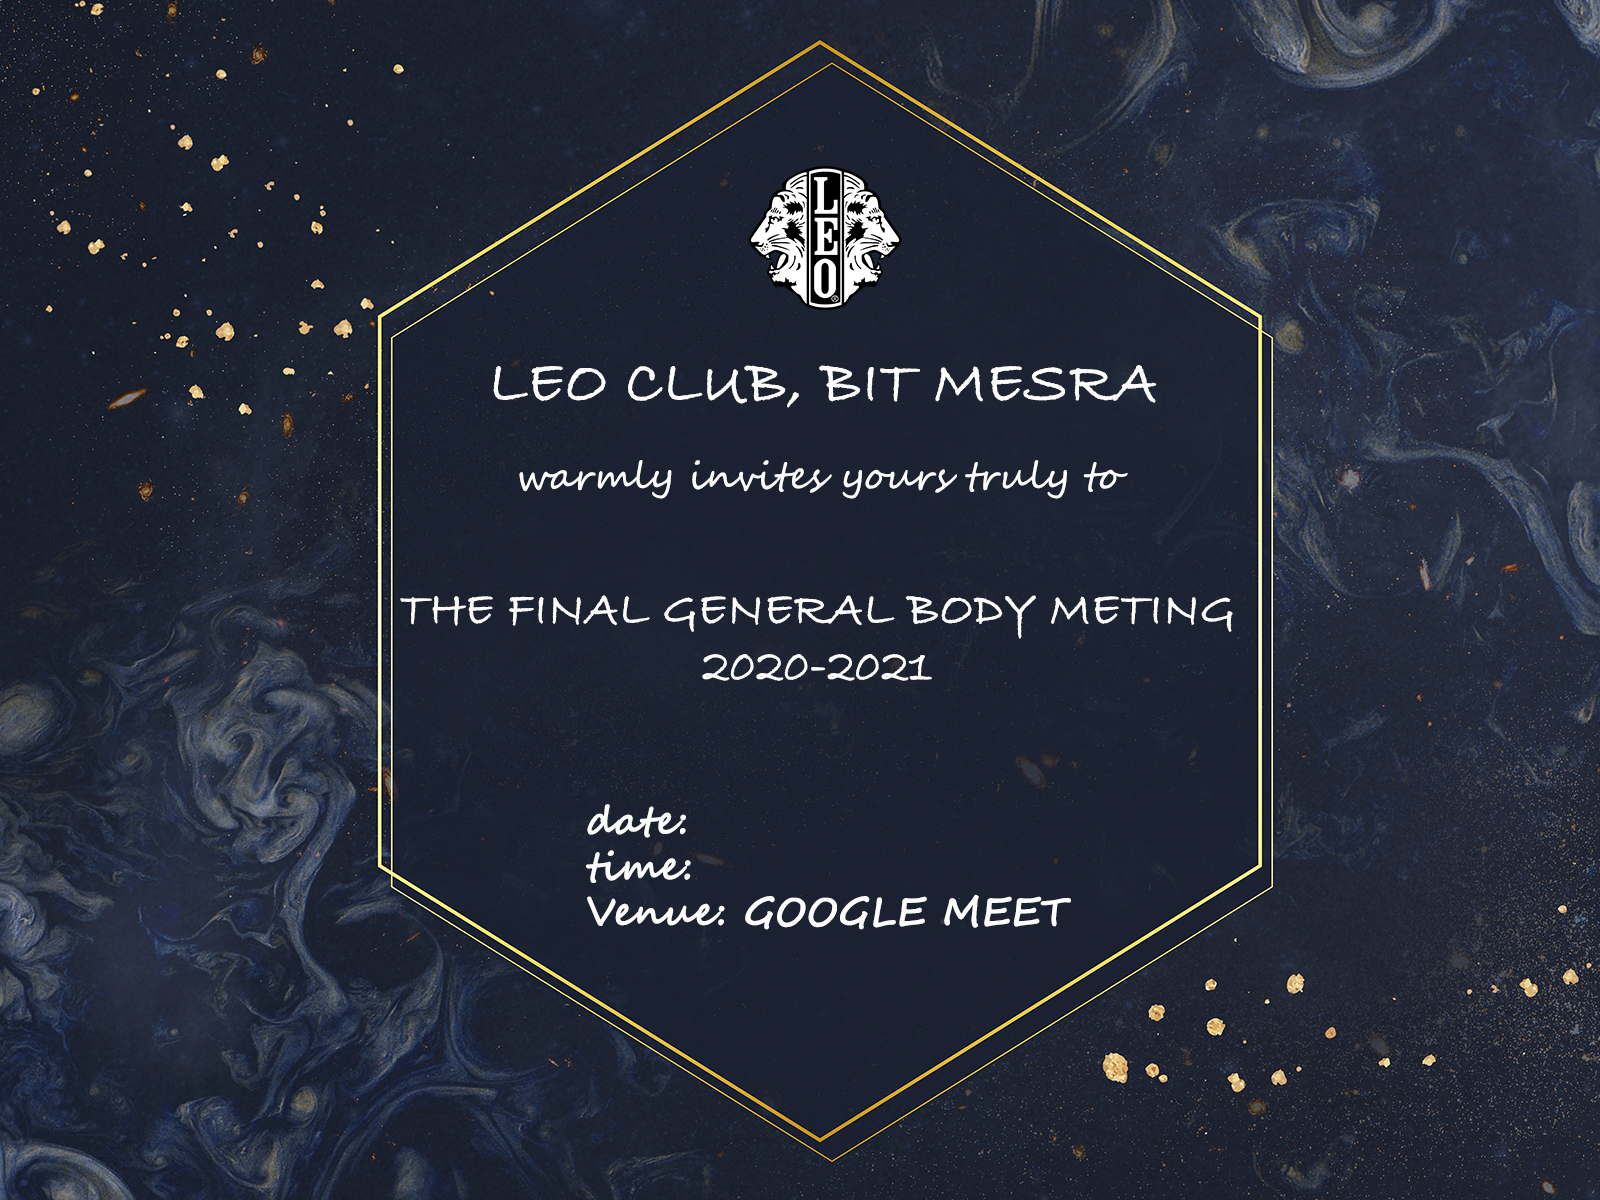 LEO
LEO CLUB, BIT MESRA
warmly invites yours truly to
THE FINAL GENERAL BODY METING
2020-2021
date:
time:
Venue: GOOGLE MEET